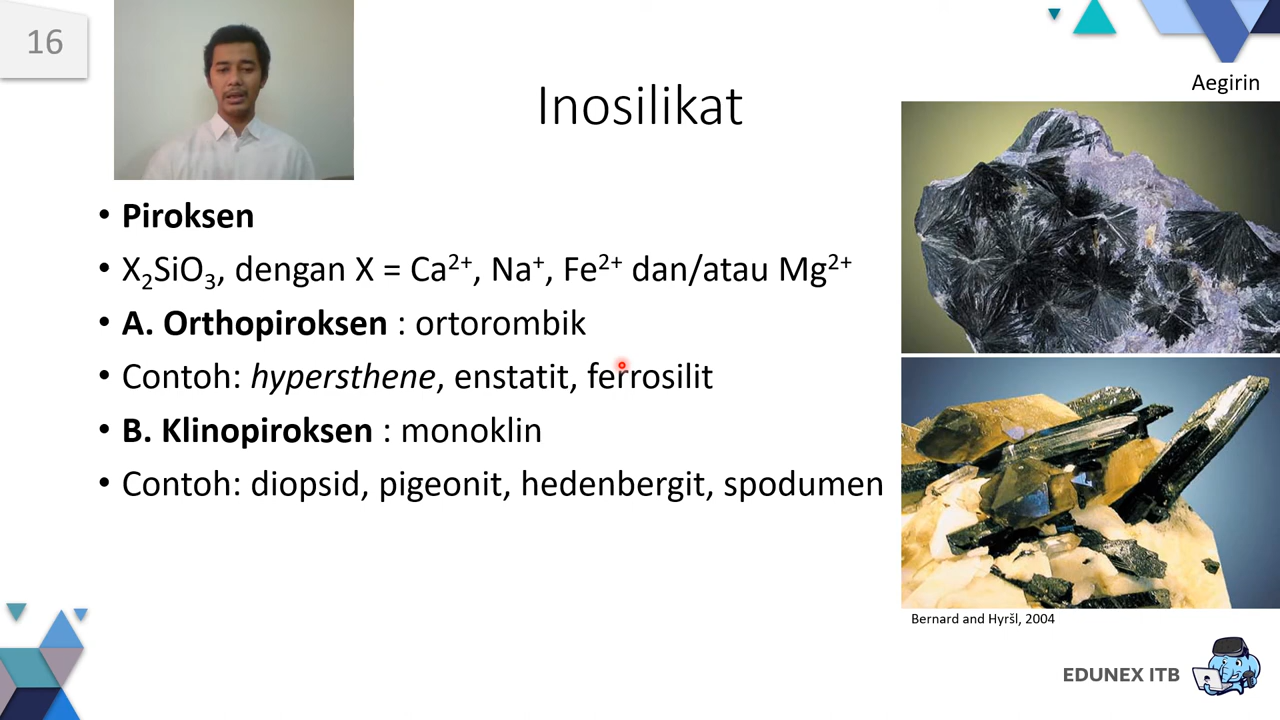 16
Inosilikat
Aegirin
• Piroksen
• X₂SiO₃, dengan X = Ca²⁺, Na⁺, Fe²⁺ dan/atau Mg²⁺
• A. Orthopiroksen : ortorombik
• Contoh: hypersthene, enstatit, ferrosilit
• B. Klinopiroksen : monoklin
• Contoh: diopsid, pigeonit, hedenbergit, spodumen
Bernard and Hyršl, 2004
EDUNEX ITB